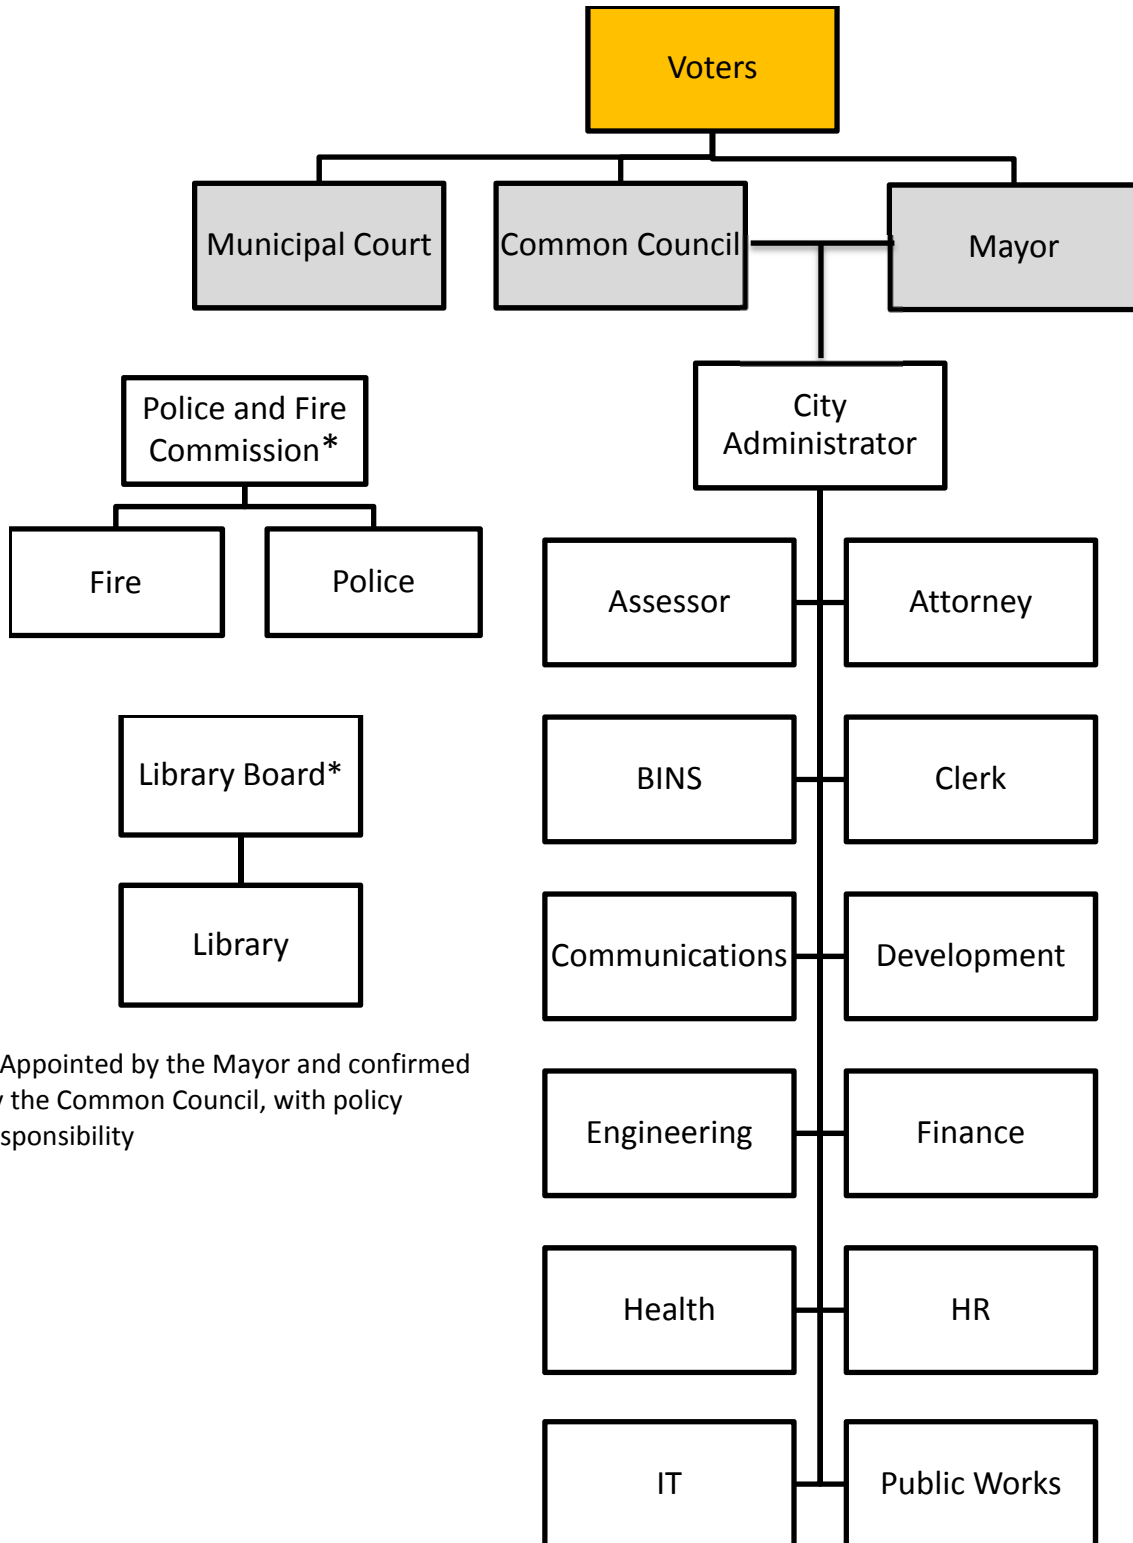 Voters
Municipal Court
Common Council
Mayor
Police and Fire
Commission*
City
Administrator
Fire
Police
Assessor
Attorney
Library Board*
BINS
Clerk
Library
Communications
Development
Appointed by the Mayor and confirmed
the Common Council, with policy
Engineering
Finance
Health
HR
IT
Public Works